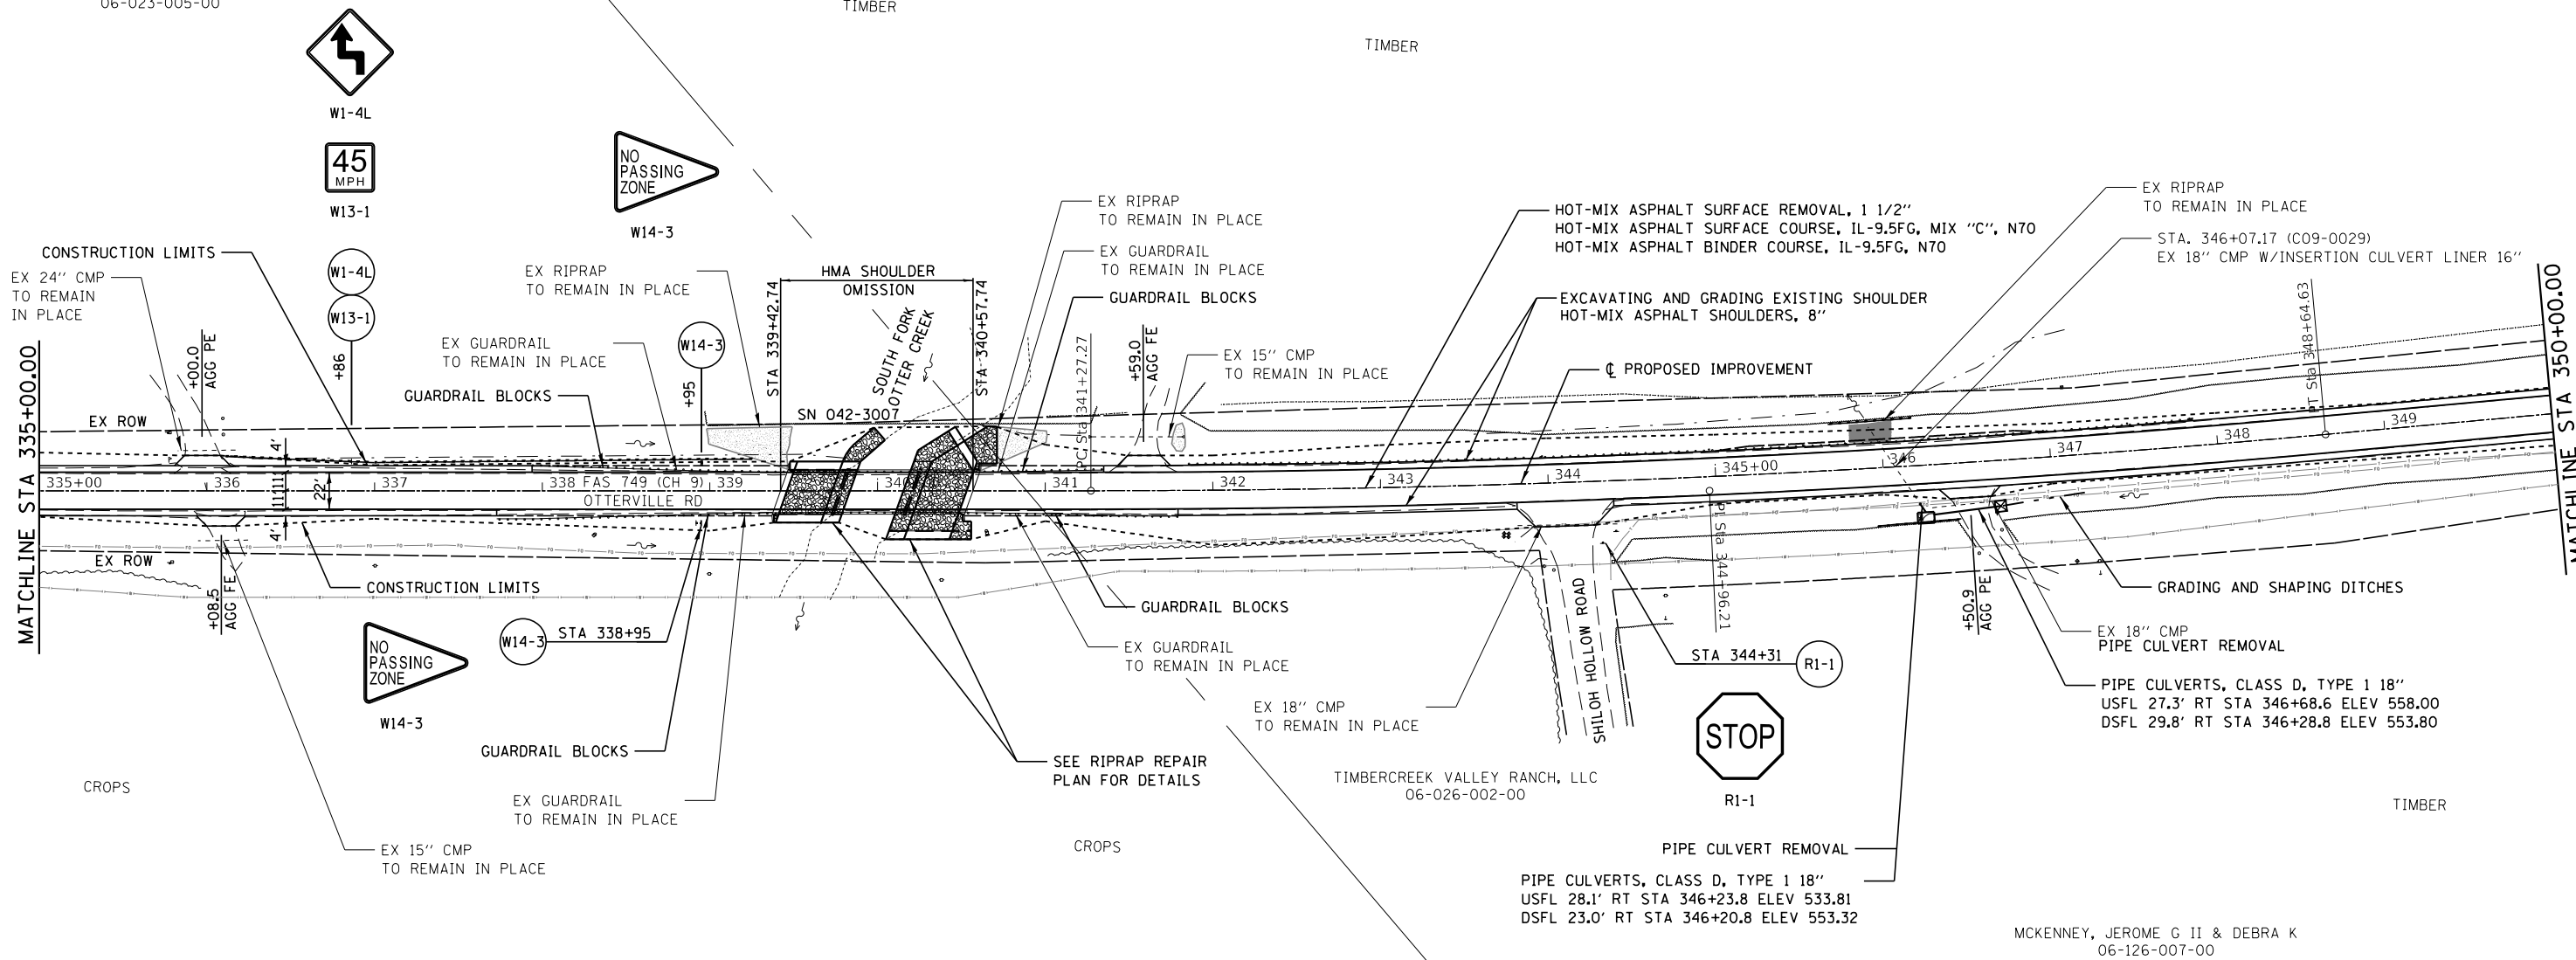 06-023-005-00
TIMBER
TIMBER
W1-4L
45
MPH
W13-1
NO
PASSING
ZONE
W14-3
CONSTRUCTION LIMITS
EX 24" CMP
TO REMAIN
IN PLACE
W1-4L
W13-1
+86
+00.0
AGG PE
EX RIPRAP
TO REMAIN IN PLACE
EX GUARDRAIL
TO REMAIN IN PLACE
GUARDRAIL BLOCKS
W14-3
+95
HMA SHOULDER
OMISSION
STA 339+42.74
STA 340+57.74
SOUTH FORK
OTTER CREEK
SN 042-3007
EX RIPRAP
TO REMAIN IN PLACE
EX GUARDRAIL
TO REMAIN IN PLACE
GUARDRAIL BLOCKS
PC Sta 341+27.27
+59.0
AGG FE
EX 15" CMP
TO REMAIN IN PLACE
HOT-MIX ASPHALT SURFACE REMOVAL, 1 1/2"
HOT-MIX ASPHALT SURFACE COURSE, IL-9.5FG, MIX "C", N70
HOT-MIX ASPHALT BINDER COURSE, IL-9.5FG, N70
EXCAVATING AND GRADING EXISTING SHOULDER
HOT-MIX ASPHALT SHOULDERS, 8"
℄ PROPOSED IMPROVEMENT
EX RIPRAP
TO REMAIN IN PLACE
STA. 346+07.17 (C09-0029)
EX 18" CMP W/INSERTION CULVERT LINER 16"
PT Sta 348+64.63
MATCHLINE STA 335+00.00
MATCHLINE STA 350+00.00
EX ROW
4'
11'
11'
22'
4'
335+00
336
337
338
FAS 749 (CH 9)
OTTERVILLE RD
339
340
341
342
343
344
345+00
346
347
348
349
EX ROW
+08.5
AGG FE
CONSTRUCTION LIMITS
NO
PASSING
ZONE
W14-3
W14-3
STA 338+95
GUARDRAIL BLOCKS
EX GUARDRAIL
TO REMAIN IN PLACE
EX 15" CMP
TO REMAIN IN PLACE
CROPS
GUARDRAIL BLOCKS
EX GUARDRAIL
TO REMAIN IN PLACE
SEE RIPRAP REPAIR
PLAN FOR DETAILS
CROPS
EX 18" CMP
TO REMAIN IN PLACE
TIMBERCREEK VALLEY RANCH, LLC
06-026-002-00
SHILOH HOLLOW ROAD
STA 344+31
R1-1
PI Sta 344+96.21
STOP
R1-1
+50.9
AGG PE
GRADING AND SHAPING DITCHES
EX 18" CMP
PIPE CULVERT REMOVAL
PIPE CULVERTS, CLASS D, TYPE 1 18"
USFL 27.3' RT STA 346+68.6 ELEV 558.00
DSFL 29.8' RT STA 346+28.8 ELEV 553.80
TIMBER
PIPE CULVERT REMOVAL
PIPE CULVERTS, CLASS D, TYPE 1 18"
USFL 28.1' RT STA 346+23.8 ELEV 533.81
DSFL 23.0' RT STA 346+20.8 ELEV 553.32
MCKENNEY, JEROME G II & DEBRA K
06-126-007-00